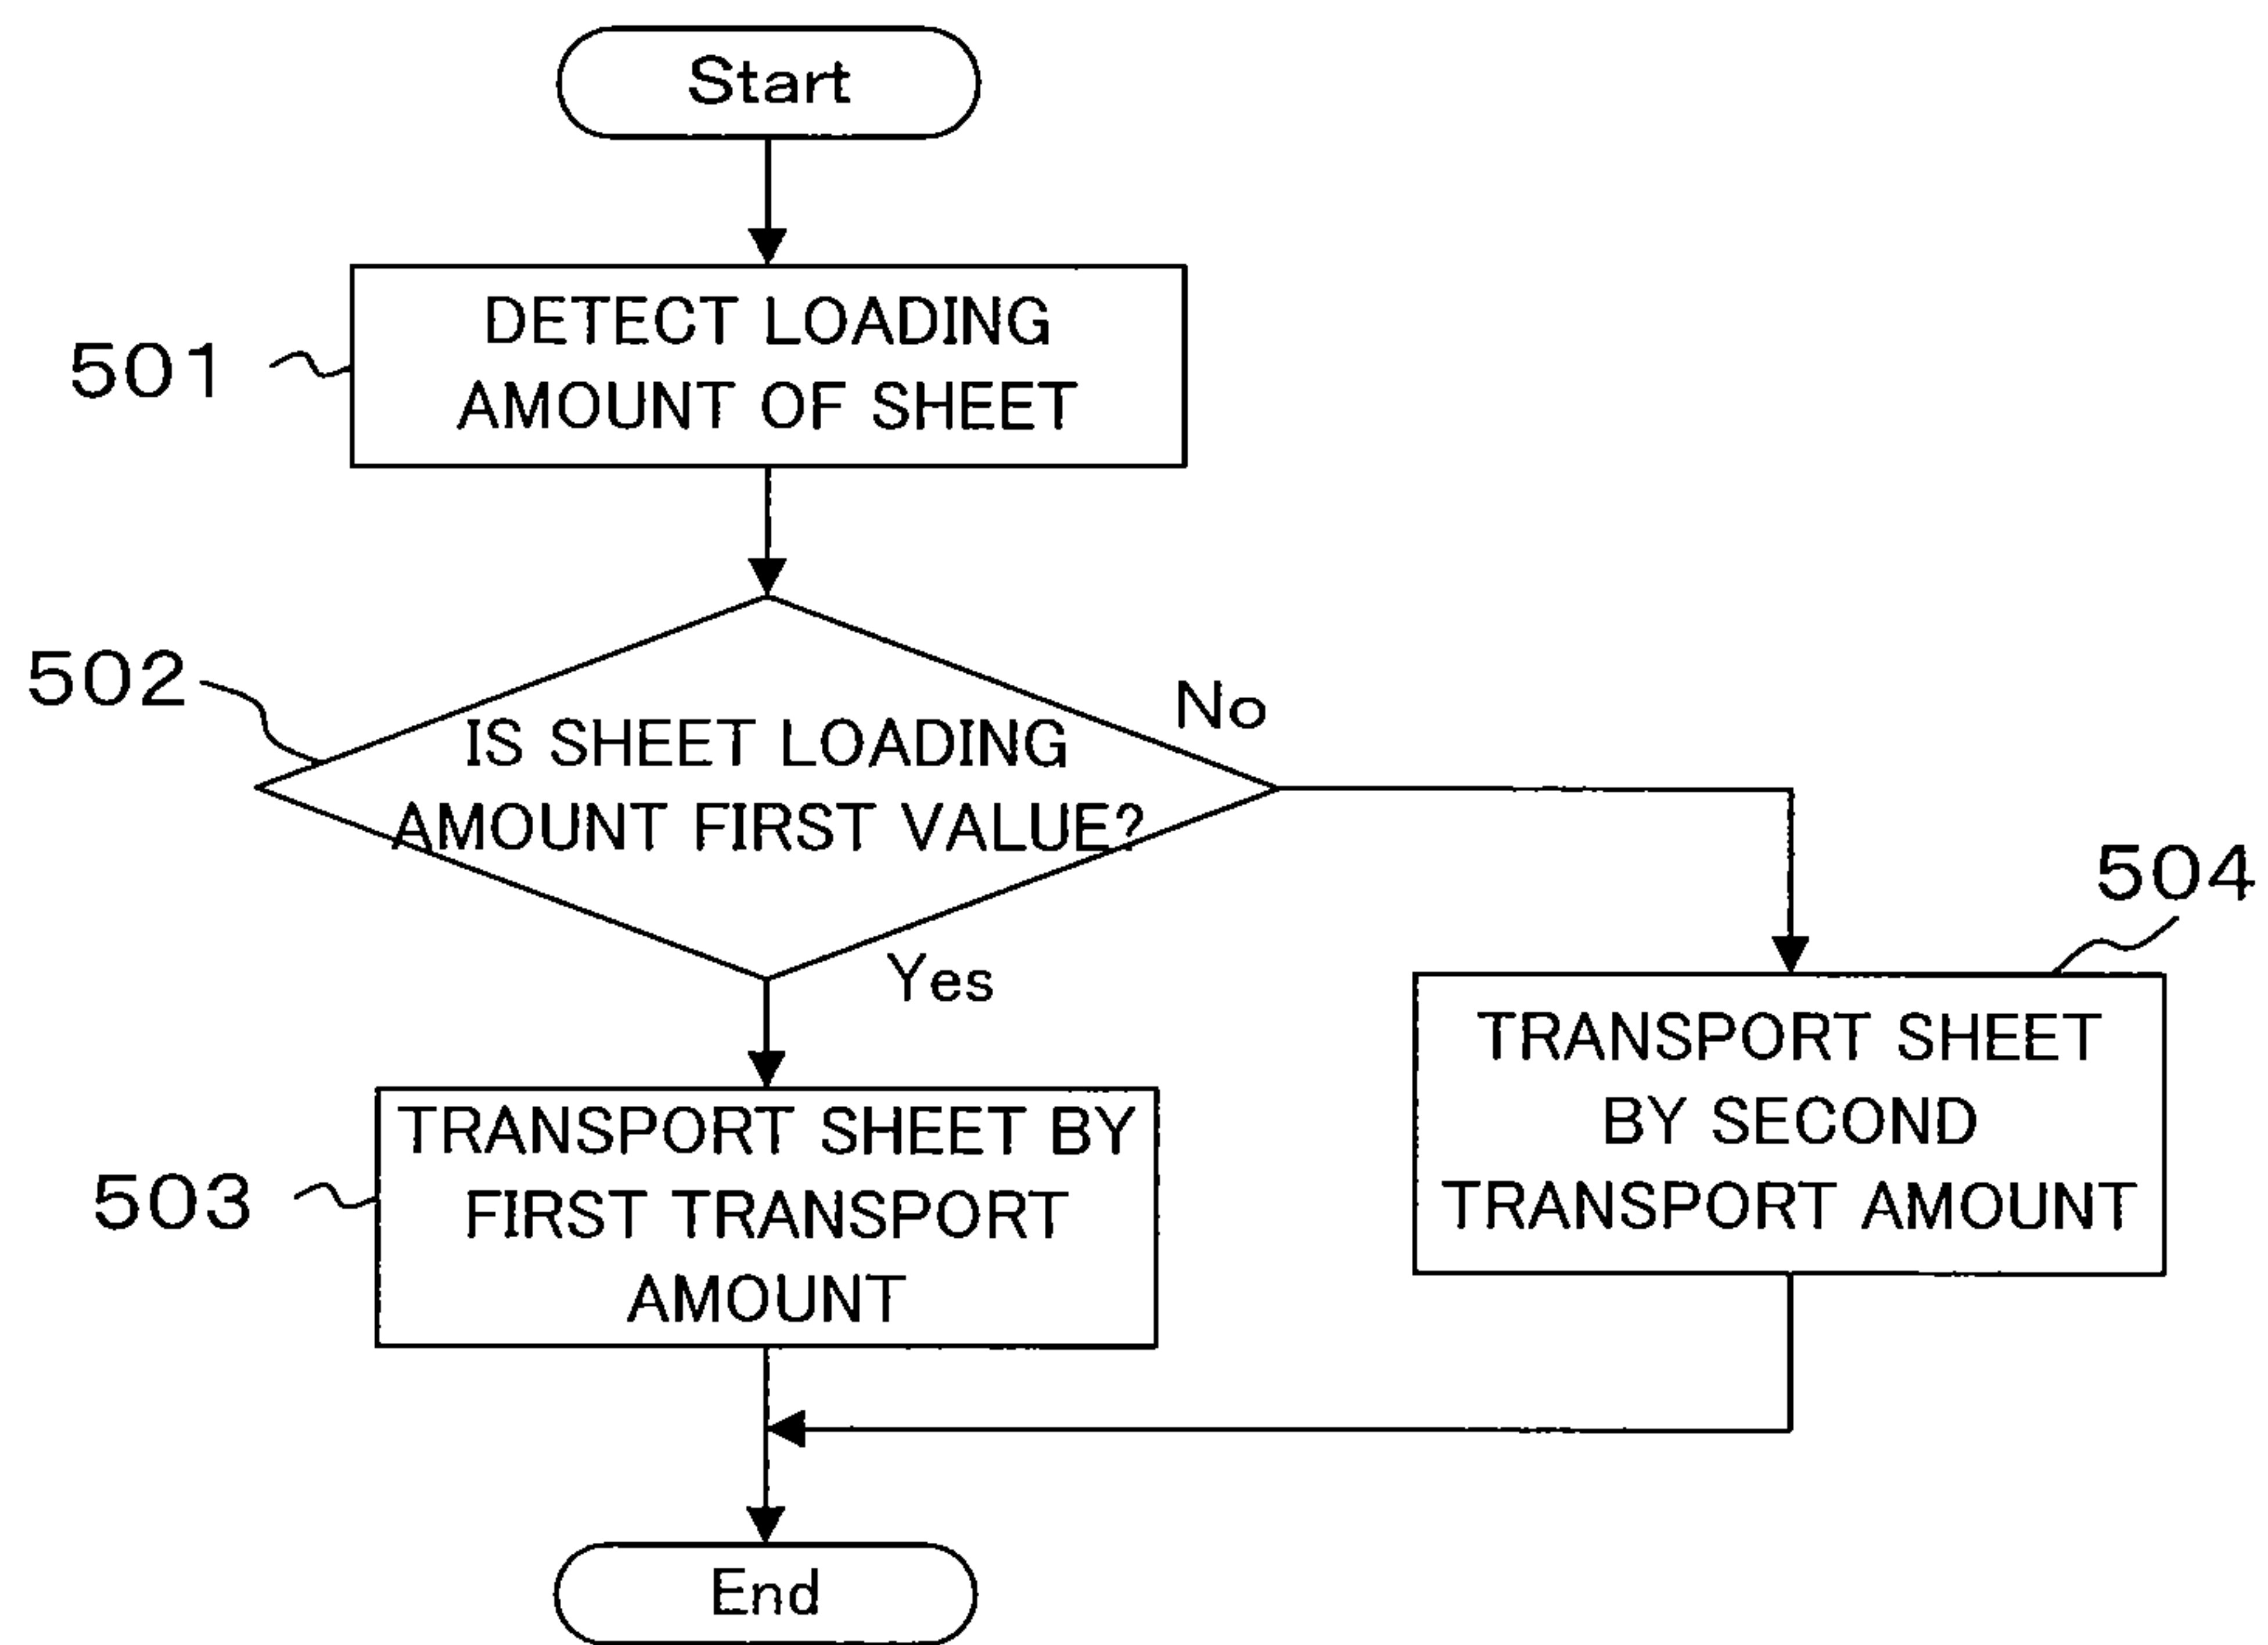 Start
501
DETECT LOADING
AMOUNT OF SHEET
502
IS SHEET LOADING
AMOUNT FIRST VALUE?
No
Yes
503
TRANSPORT SHEET BY
FIRST TRANSPORT
AMOUNT
504
TRANSPORT SHEET
BY SECOND
TRANSPORT AMOUNT
End